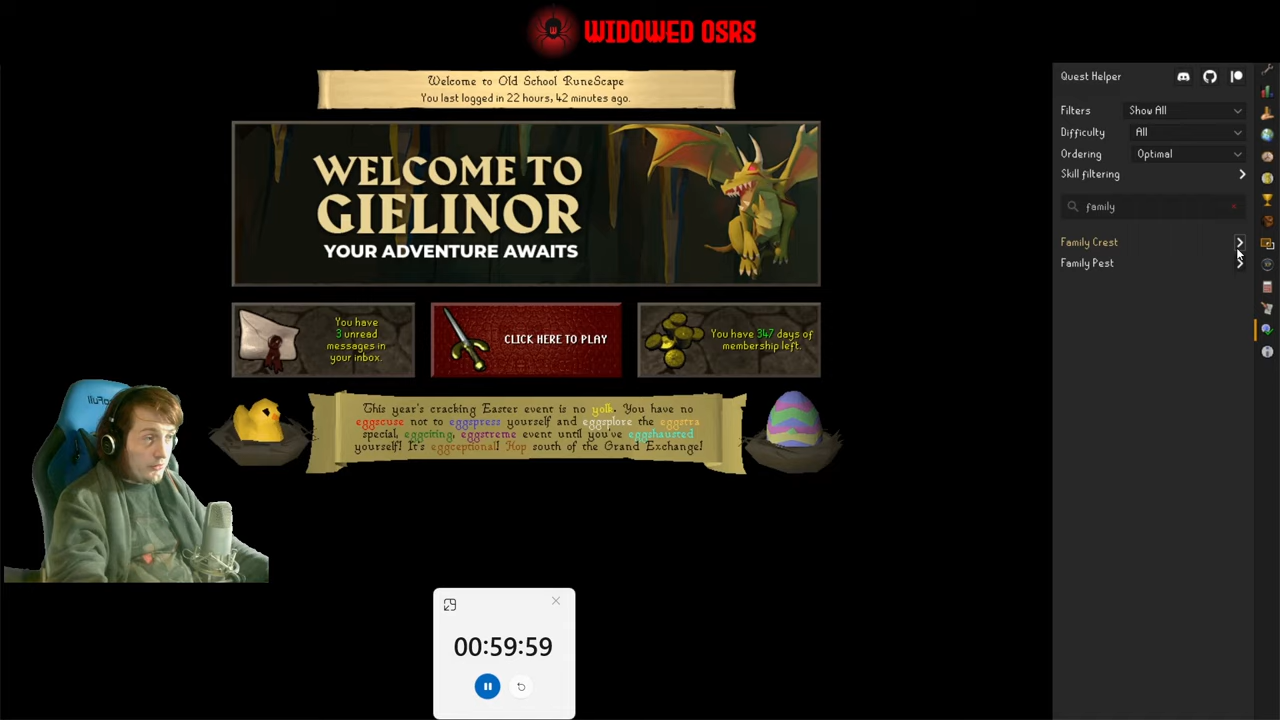 WIDOWED OSRS
Welcome to Old School RuneScape
You last logged in 22 hours, 42 minutes ago.
WELCOME TO
GIELINOR
YOUR ADVENTURE AWAITS
You have
3 unread
messages in
your inbox.
CLICK HERE TO PLAY
You have 347 days of
membership left.
This year's cracking Easter event is no yolk. You have no
eggscuse not to eggspress yourself and eggsplore the eggstra
special, eggciting, eggstreme event until you've eggshausted
yourself! It's eggceptional! Hop south of the Grand Exchange!
00:59:59
Quest Helper
Filters Show All
Difficulty All
Ordering Optimal
Skill filtering
family
Family Crest
Family Pest